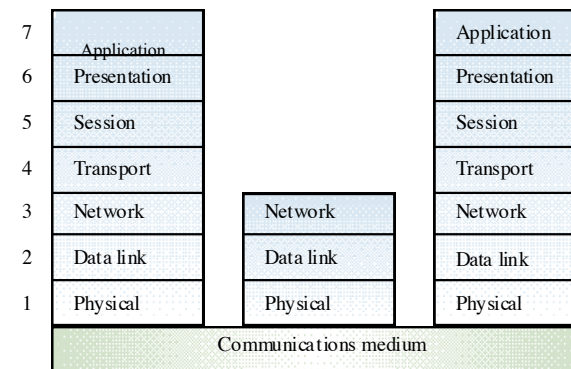 7 Application Application
6 Presentation Presentation
5 Session Session
4 Transport Transport
3 Network Network Network
2 Data link Data link Data link
1 Physical Physical Physical
Communications medium